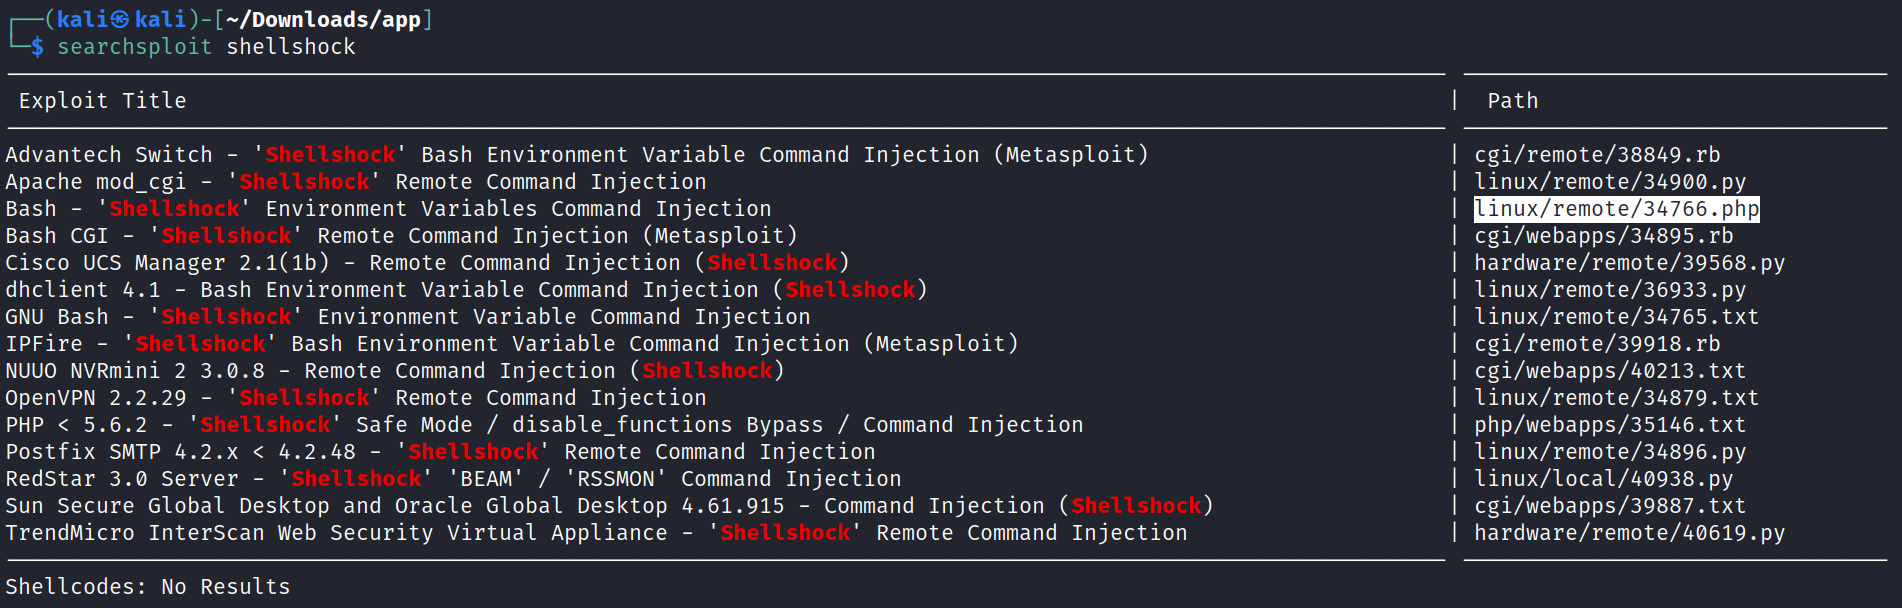 ┌──(kali㉿kali)-[~/Downloads/app]
└─$ searchsploit shellshock
Exploit Title | Path
Advantech Switch - 'Shellshock' Bash Environment Variable Command Injection (Metasploit) | cgi/remote/38849.rb
Apache mod_cgi - 'Shellshock' Remote Command Injection | linux/remote/34900.py
Bash - 'Shellshock' Environment Variables Command Injection | linux/remote/34766.php
Bash CGI - 'Shellshock' Remote Command Injection (Metasploit) | cgi/webapps/34895.rb
Cisco UCS Manager 2.1(1b) - Remote Command Injection (Shellshock) | hardware/remote/39568.py
dhclient 4.1 - Bash Environment Variable Command Injection (Shellshock) | linux/remote/36933.py
GNU Bash - 'Shellshock' Environment Variable Command Injection | linux/remote/34765.txt
IPFire - 'Shellshock' Bash Environment Variable Command Injection (Metasploit) | cgi/remote/39918.rb
NUUO NVRmini 2 3.0.8 - Remote Command Injection (Shellshock) | cgi/webapps/40213.txt
OpenVPN 2.2.29 - 'Shellshock' Remote Command Injection | linux/remote/34879.txt
PHP < 5.6.2 - 'Shellshock' Safe Mode / disable_functions Bypass / Command Injection | php/webapps/35146.txt
Postfix SMTP 4.2.x < 4.2.48 - 'Shellshock' Remote Command Injection | linux/remote/34896.py
RedStar 3.0 Server - 'Shellshock' 'BEAM' / 'RSSMON' Command Injection | linux/local/40938.py
Sun Secure Global Desktop and Oracle Global Desktop 4.61.915 - Command Injection (Shellshock) | cgi/webapps/39887.txt
TrendMicro InterScan Web Security Virtual Appliance - 'Shellshock' Remote Command Injection | hardware/remote/40619.py
Shellcodes: No Results